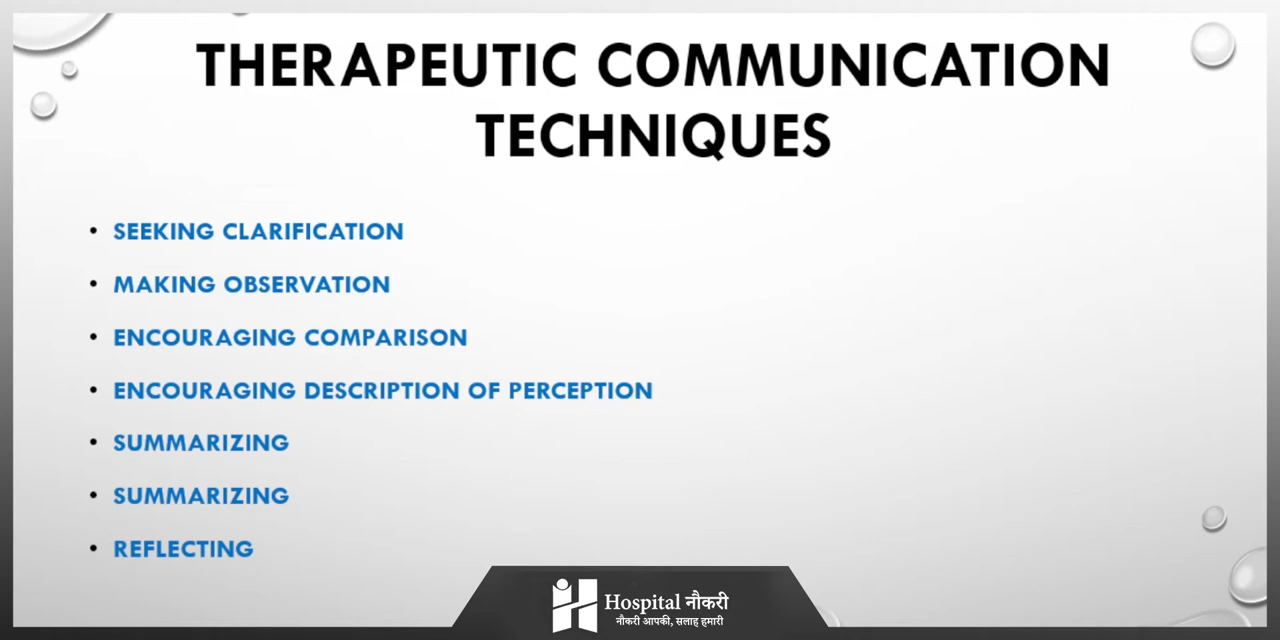 THERAPEUTIC COMMUNICATION
TECHNIQUES
• SEEKING CLARIFICATION
• MAKING OBSERVATION
• ENCOURAGING COMPARISON
• ENCOURAGING DESCRIPTION OF PERCEPTION
• SUMMARIZING
• SUMMARIZING
• REFLECTING
Hospital नौकरी
नौकरी आपकी, सलाह हमारी